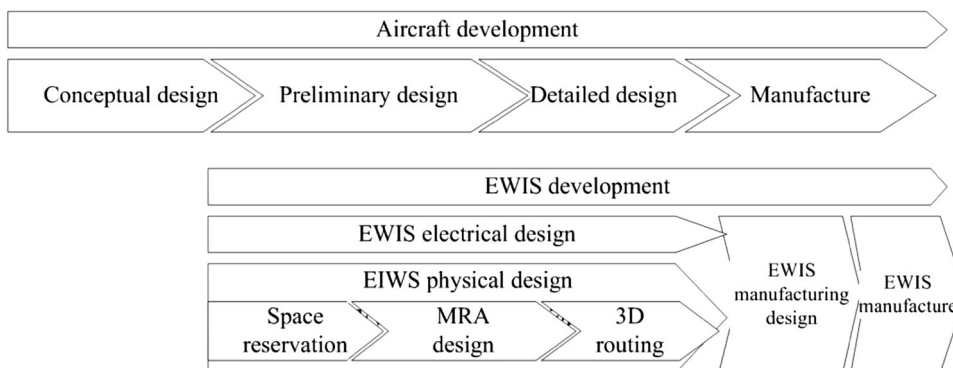 Aircraft development
Conceptual design
Preliminary design
Detailed design
Manufacture
EWIS development
EWIS electrical design
EIWS physical design
Space
reservation
MRA
design
3D
routing
EWIS
manufacturing
design
EWIS
manufacture